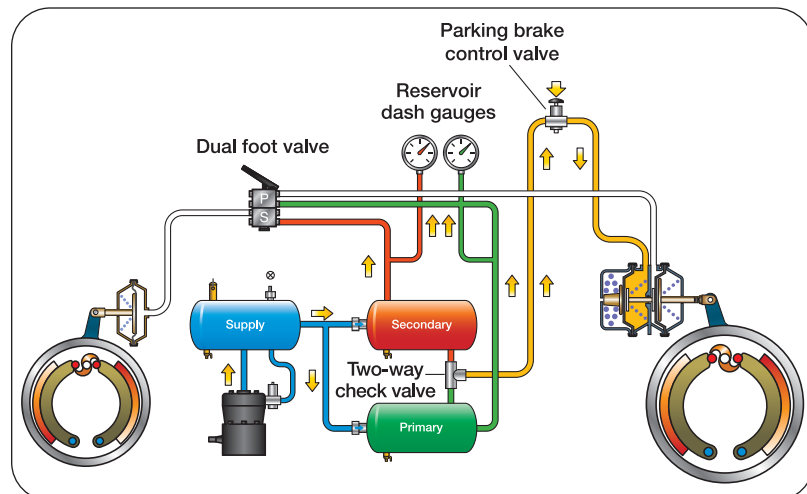 Parking brake
control valve
Reservoir
dash gauges
Dual foot valve
P
S
Supply
Secondary
Two-way
check valve
Primary